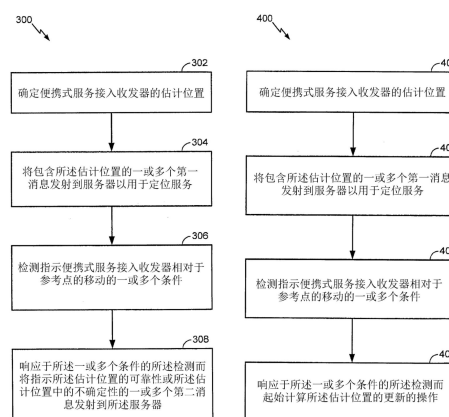 300
302
确定便携式服务接入收发器的估计位置
304
将包含所述估计位置的一或多个第一
消息发射到服务器以用于定位服务
306
检测指示便携式服务接入收发器相对于
参考点的移动的一或多个条件
308
响应于所述一或多个条件的所述检测而
将指示所述估计位置的可靠性或所述估
计位置中的不确定性的一或多个第二消
息发射到所述服务器
400
40
确定便携式服务接入收发器的估计位置
40
将包含所述估计位置的一或多个第一消息
发射到服务器以用于定位服务
40
检测指示便携式服务接入收发器相对于
参考点的移动的一或多个条件
40
响应于所述一或多个条件的所述检测而
起始计算所述估计位置的更新的操作